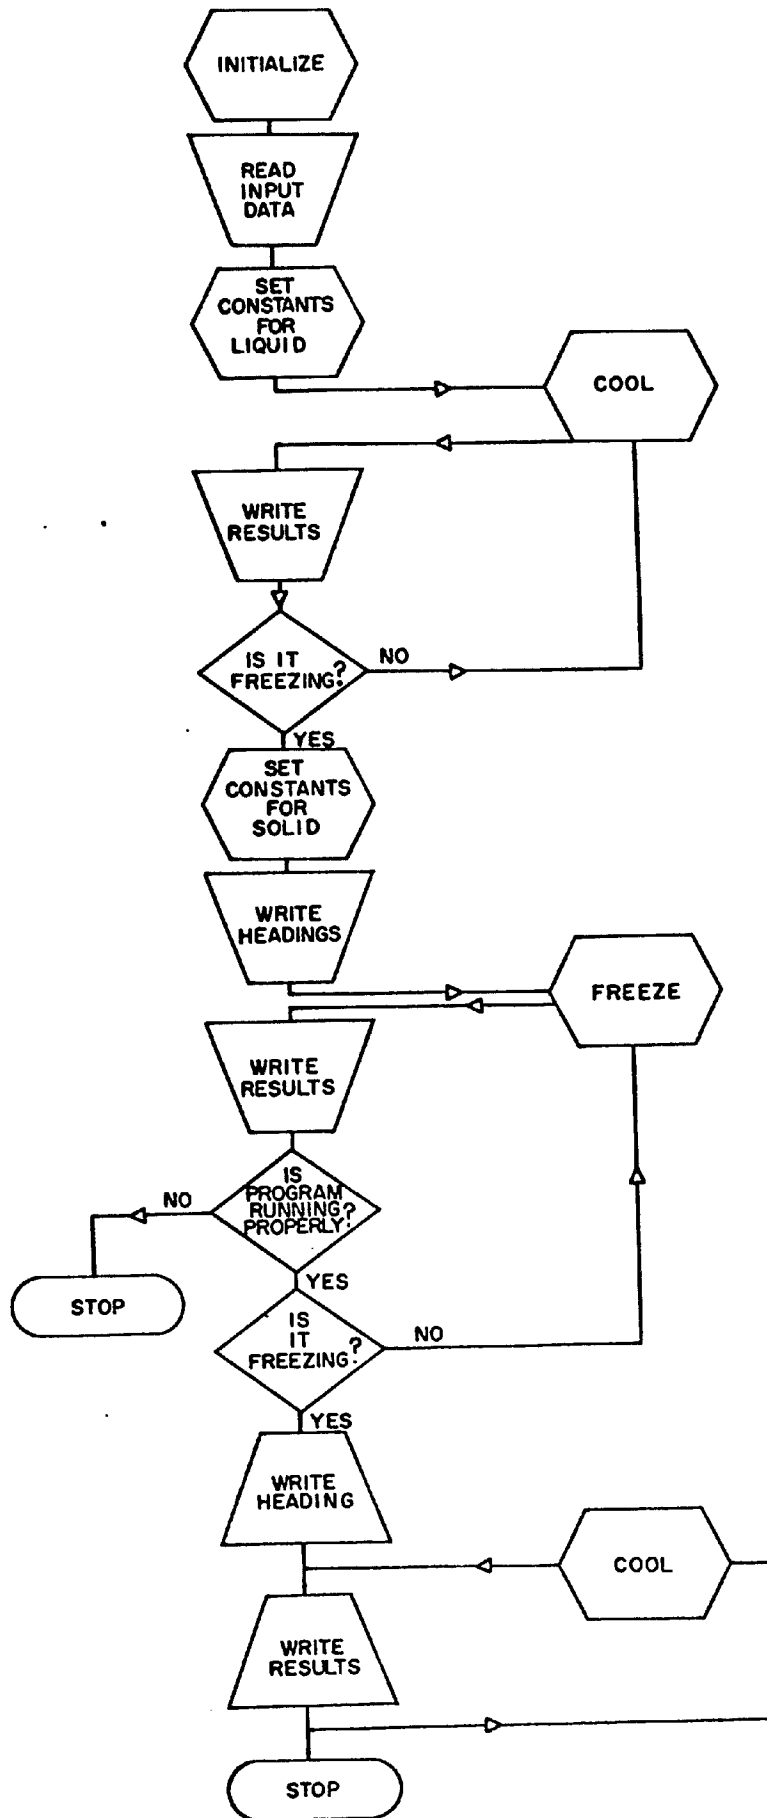 INITIALIZE
READ
INPUT
DATA
SET
CONSTANTS
FOR
LIQUID
COOL
WRITE
RESULTS
IS IT
FREEZING?
NO
YES
SET
CONSTANTS
FOR
SOLID
WRITE
HEADINGS
FREEZE
WRITE
RESULTS
IS
PROGRAM
RUNNING
PROPERLY?
NO
STOP
YES
IS
IT
FREEZING?
NO
YES
WRITE
HEADING
COOL
WRITE
RESULTS
STOP